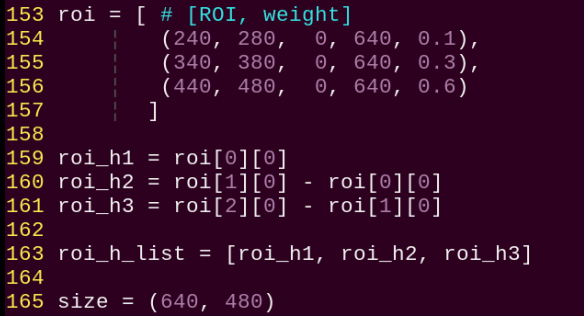 153 roi = [ # [ROI, weight]
154         (240, 280,  0, 640, 0.1),
155         (340, 380,  0, 640, 0.3),
156         (440, 480,  0, 640, 0.6)
157        ]
158
159 roi_h1 = roi[0][0]
160 roi_h2 = roi[1][0] - roi[0][0]
161 roi_h3 = roi[2][0] - roi[1][0]
162
163 roi_h_list = [roi_h1, roi_h2, roi_h3]
164
165 size = (640, 480)